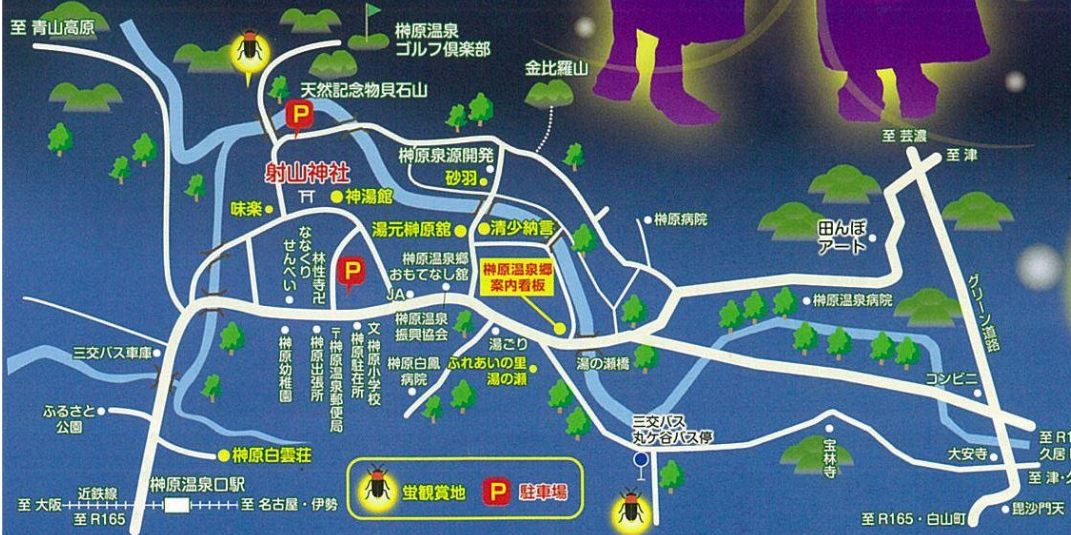 至 青山高原
榊原温泉
ゴルフ倶楽部
金比羅山
天然記念物貝石山
P
至 芸濃
至 津
榊原泉源開発
砂羽
射山神社
神湯館
味楽
湯元榊原舘
清少納言
榊原病院
田んぼ
アート
ななくり
せんべい
林性寺卍
P
榊原温泉郷
おもてなし館
榊原温泉郷
案内看板
JA
榊原温泉病院
グリーン道路
榊原温泉
振興協会
三交バス車庫
榊原幼稚園
榊原出張所
〒榊原温泉郵便局
榊原駐在所
文 榊原小学校
榊原白鳳
病院
湯ごり
ふれあいの里
湯の瀬
湯の瀬橋
コンビニ
ふるさと
公園
三交バス
丸ケ谷バス停
宝林寺
大安寺
至 R1
久居
榊原白雲荘
至 津・久
榊原温泉口駅
近鉄線
至 大阪
至 名古屋・伊勢
至 R165
蛍観賞地
P 駐車場
至 R165・白山町
毘沙門天